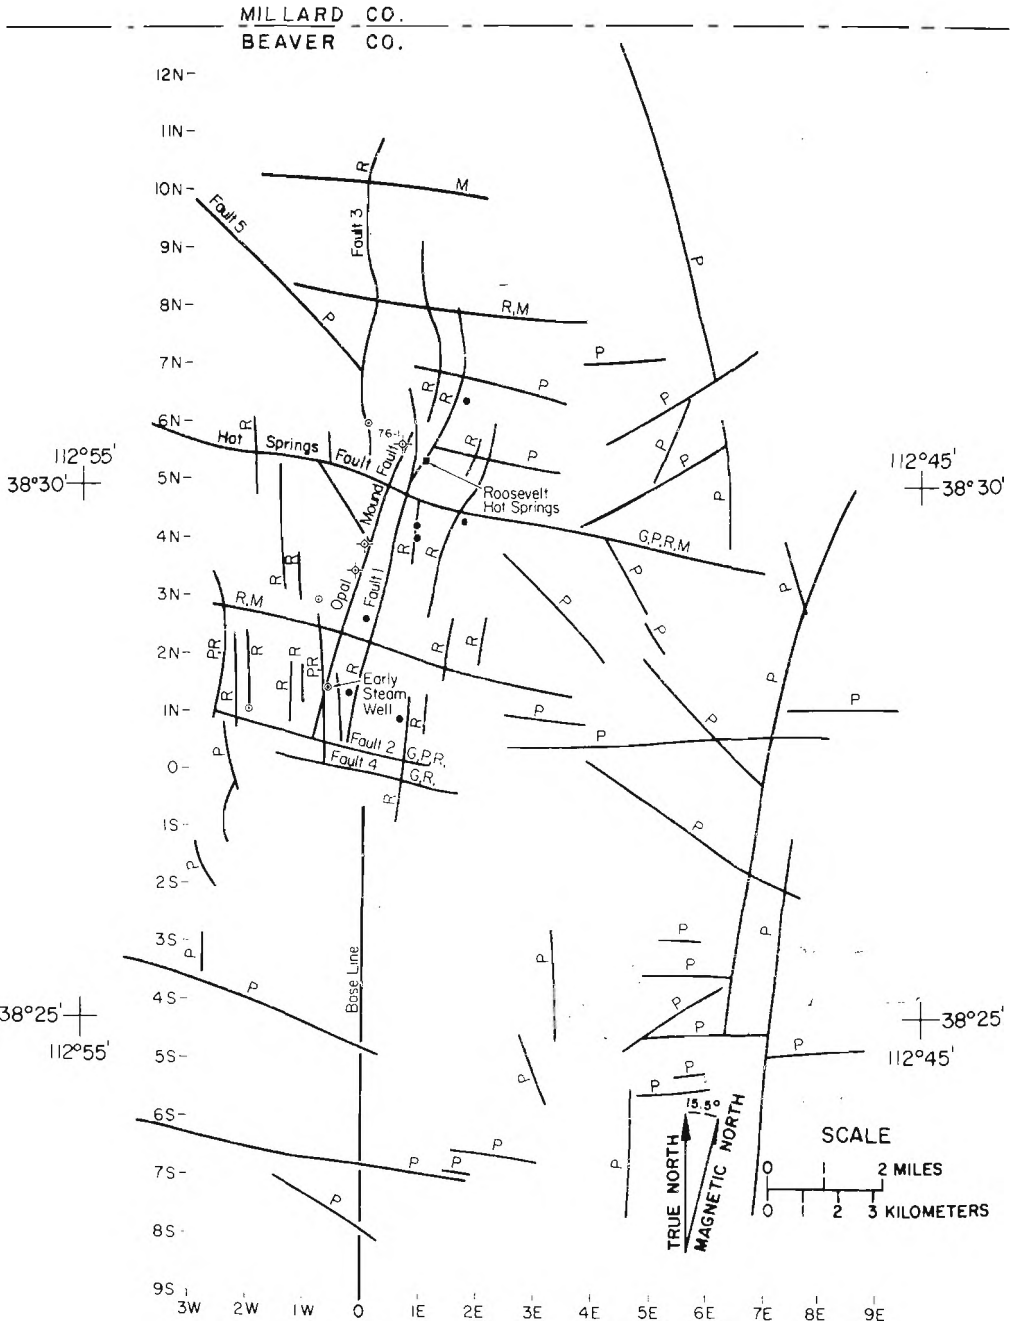 MILLARD CO.
BEAVER CO.
12N
11N
10N
9N
8N
7N
6N
5N
4N
3N
2N
1N
0
1S
2S
3S
4S
5S
6S
7S
8S
9S
3W 2W 1W 0 1E 2E 3E 4E 5E 6E 7E 8E 9E
R
M
Fault 3
Fault 5
P
R,M
P
P
P
R
R
P
P
P
P
R
Hot Springs Fault
76-1
R
Roosevelt
Hot Springs
112°55'
38°30'
112°45'
38°30'
G,P,R,M
Opal Mound Fault
Fault 1
R
R
R
R
P
P
P
R,M
P,R
R
R
R
P,R
R
R
R
Early
Steam
Well
P
P
P
P
P
Fault 2
G,P,R.
Fault 4
G,R.
R
P
P
P
P
P
Base Line
P
P
P
P
P
P
P
P
38°25'
112°55'
38°25'
112°45'
P
P
P
P
P
P
P
P
P
15.5°
TRUE NORTH
MAGNETIC NORTH
SCALE
0 1 2 MILES
0 1 2 3 KILOMETERS